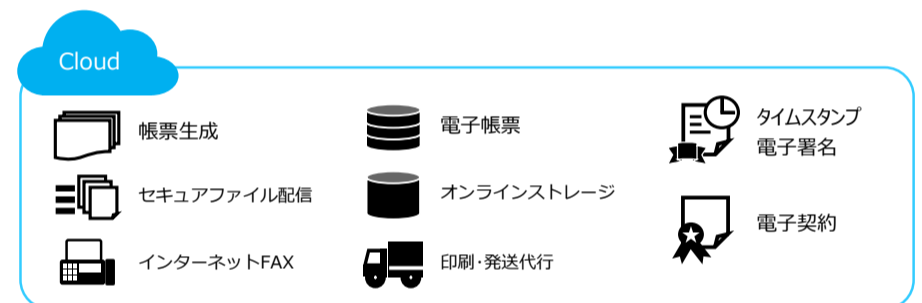 Cloud
帳票生成
電子帳票
タイムスタンプ
電子署名
セキュアファイル配信
オンラインストレージ
電子契約
インターネットFAX
印刷・発送代行